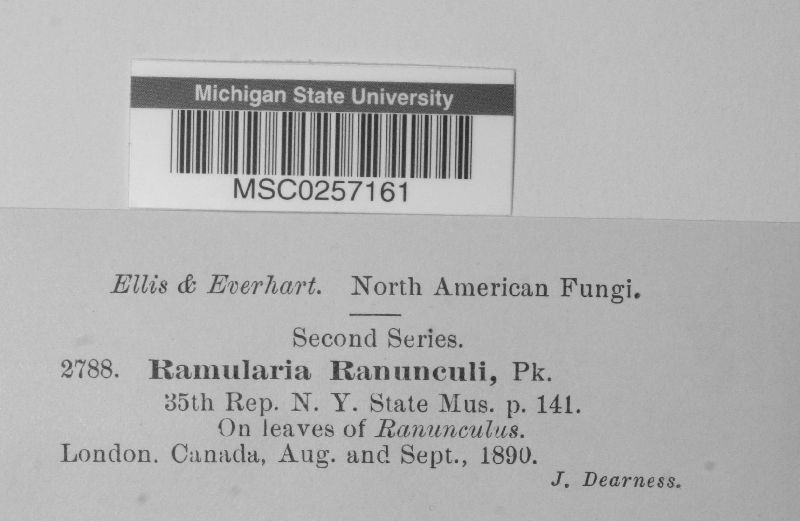 Michigan State University
MSC0257161
Ellis & Everhart. North American Fungi.
Second Series.
2788. Ramularia Ranunculi, Pk.
35th Rep. N. Y. State Mus. p. 141.
On leaves of Ranunculus.
London. Canada, Aug. and Sept., 1890.
J. Dearness.